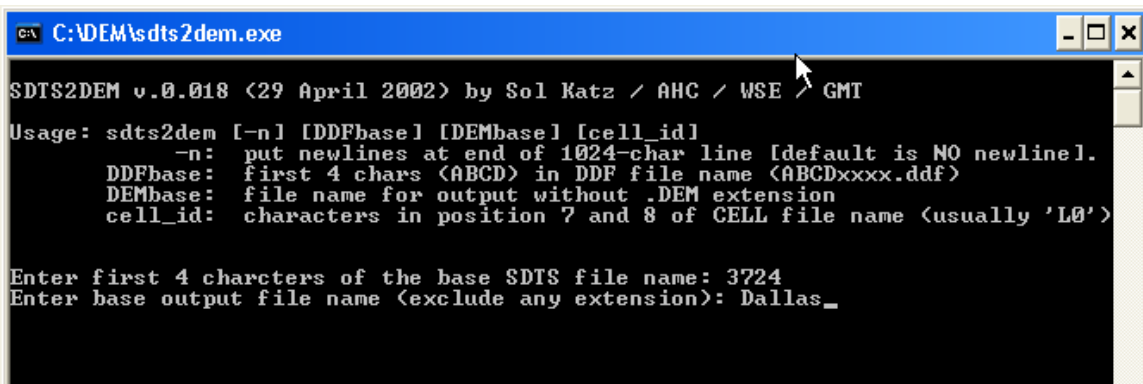 C:\DEM\sdts2dem.exe
SDTS2DEM v.0.018 (29 April 2002) by Sol Katz / AHC / WSE / GMT
Usage: sdts2dem [-n] [DDFbase] [DEMbase] [cell_id]
-n: put newlines at end of 1024-char line [default is NO newline].
DDFbase: first 4 chars (ABCD) in DDF file name (ABCDxxxx.ddf)
DEMbase: file name for output without .DEM extension
cell_id: characters in position 7 and 8 of CELL file name (usually 'L0')
Enter first 4 charcters of the base SDTS file name: 3724
Enter base output file name (exclude any extension): Dallas_